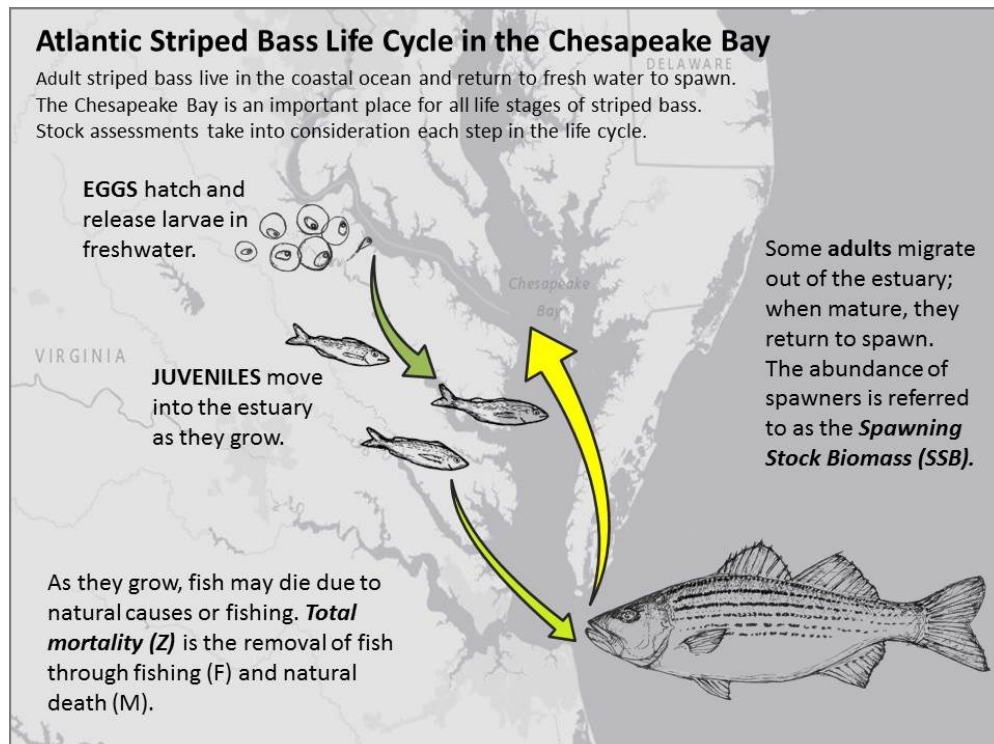 Atlantic Striped Bass Life Cycle in the Chesapeake Bay
Adult striped bass live in the coastal ocean and return to fresh water to spawn.
The Chesapeake Bay is an important place for all life stages of striped bass.
Stock assessments take into consideration each step in the life cycle.
DELAWARE
EGGS hatch and
release larvae in
freshwater.
Chesapeake
Bay
Some adults migrate
out of the estuary;
when mature, they
return to spawn.
The abundance of
spawners is referred
to as the Spawning
Stock Biomass (SSB).
VIRGINIA
JUVENILES move
into the estuary
as they grow.
As they grow, fish may die due to
natural causes or fishing. Total
mortality (Z) is the removal of fish
through fishing (F) and natural
death (M).